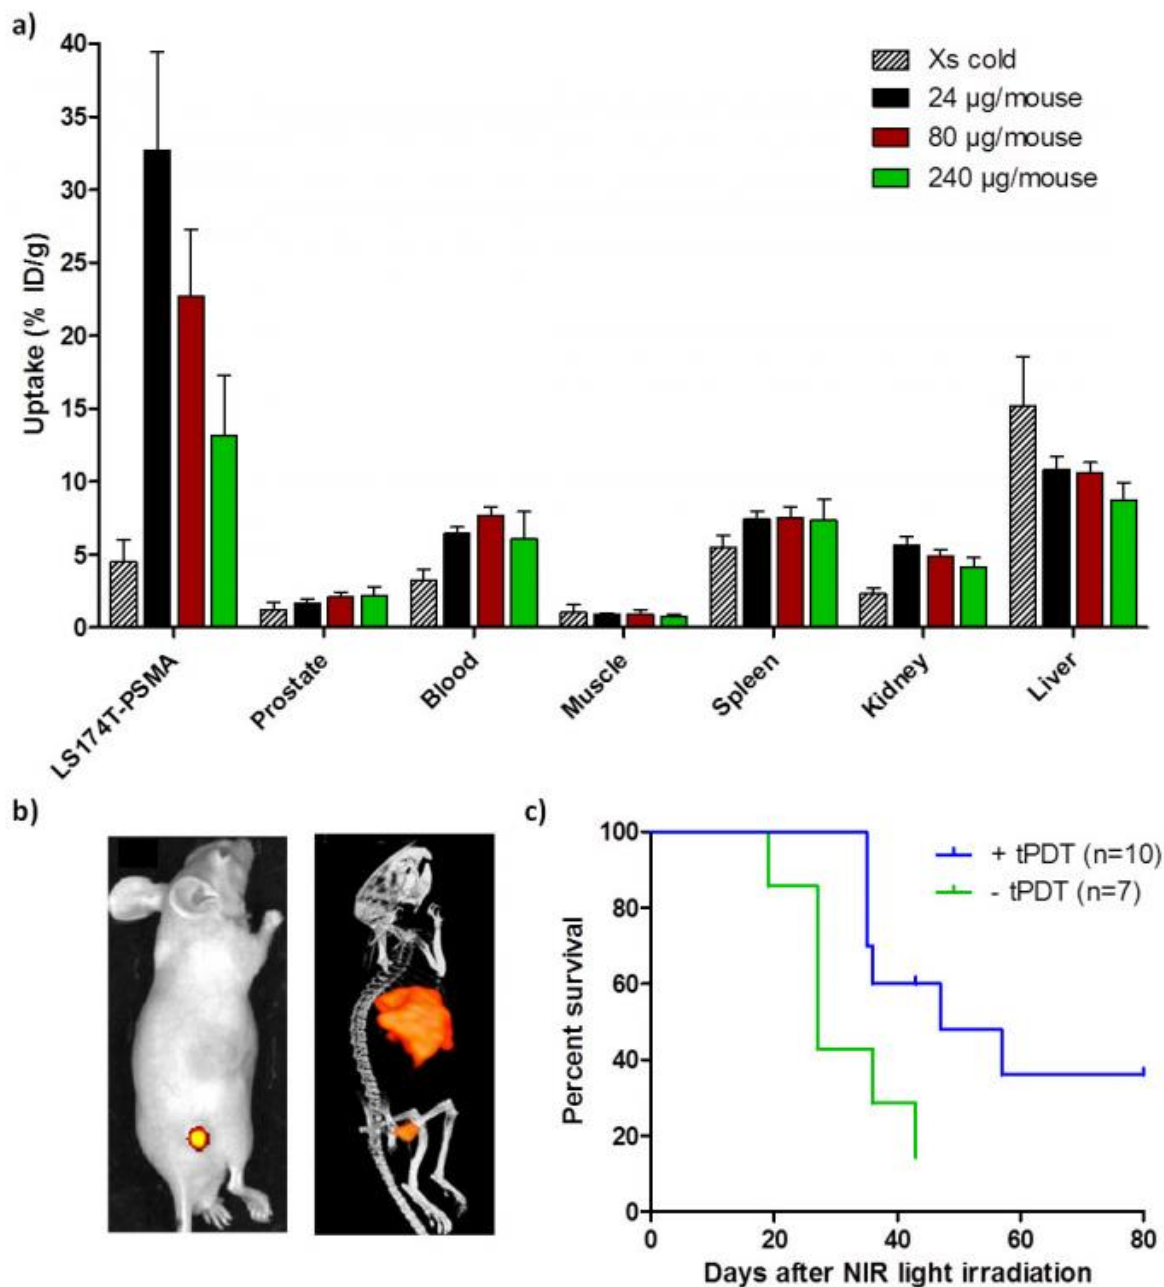 a)
40
35
30
25
20
15
10
5
0
Uptake (% ID/g)
Xs cold
24 µg/mouse
80 µg/mouse
240 µg/mouse
LS174T-PSMA
Prostate
Blood
Muscle
Spleen
Kidney
Liver
b)
c)
100
80
60
40
20
0
Percent survival
+ tPDT (n=10)
- tPDT (n=7)
0 20 40 60 80
Days after NIR light irradiation